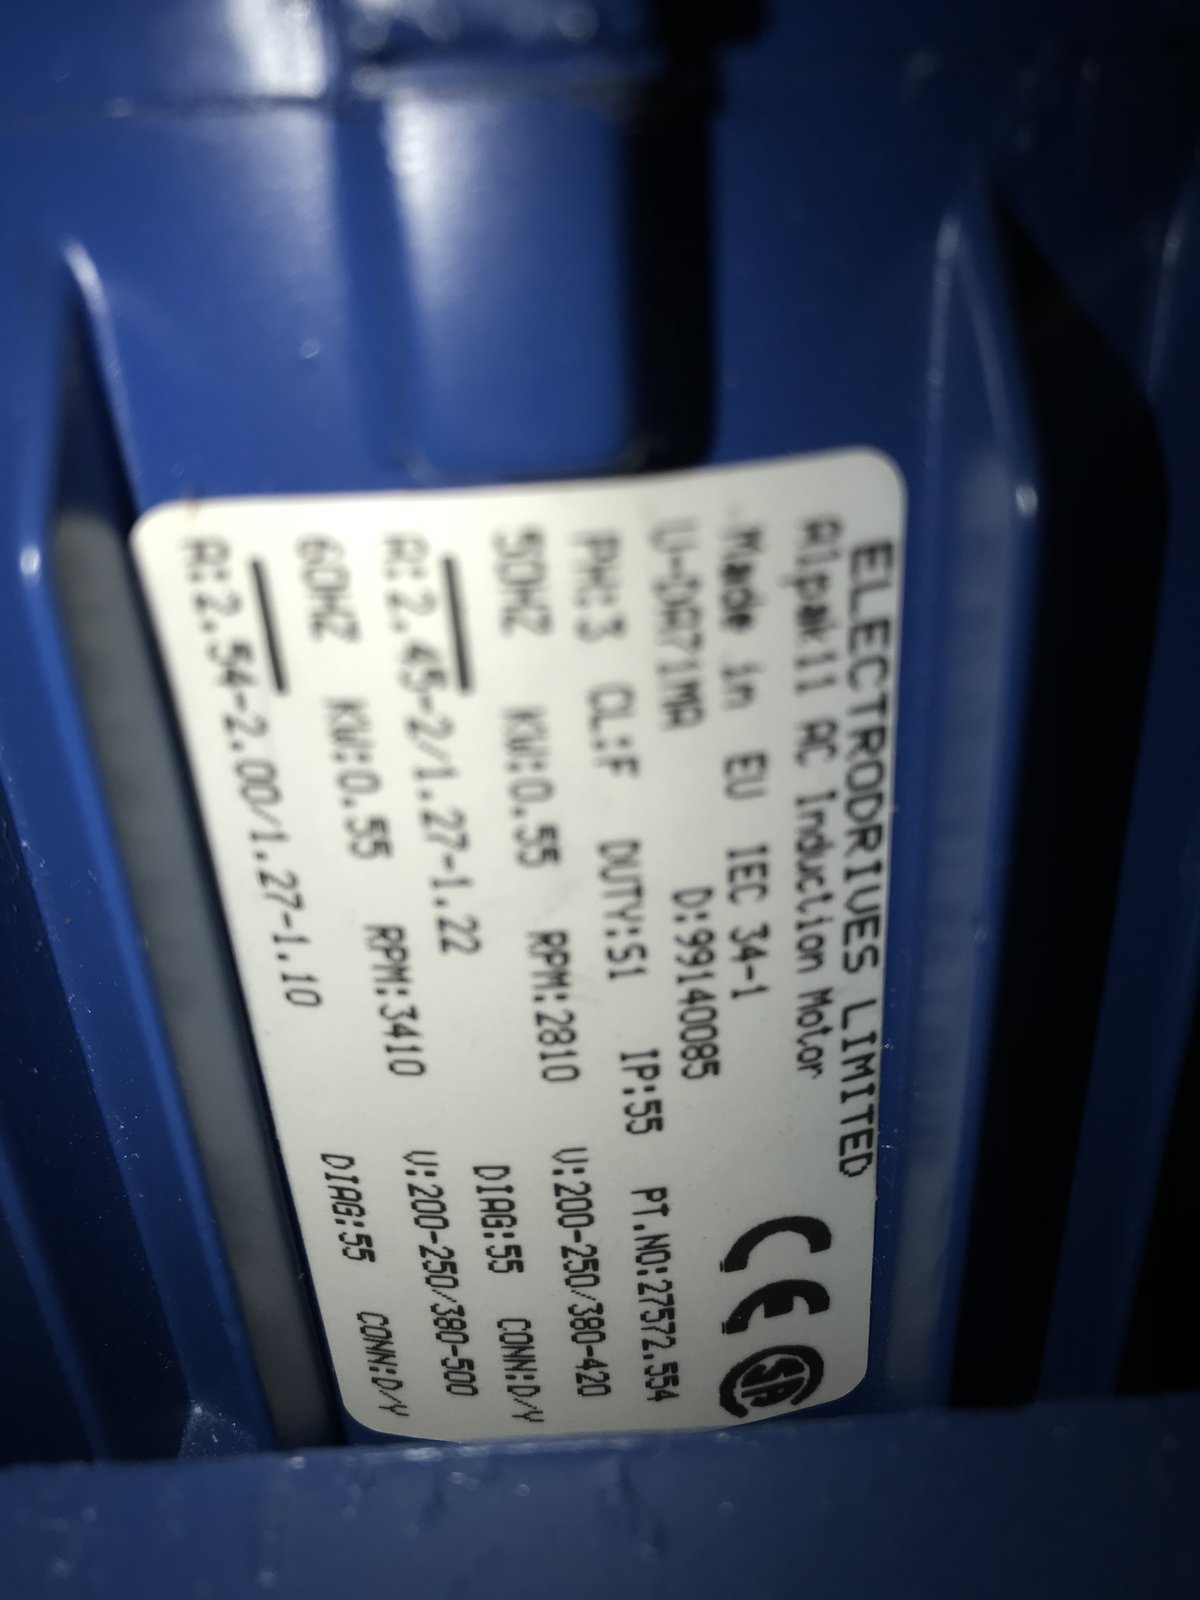 ELECTRODRIVES LIMITED
Alpak11 AC Induction Motor
Made in EU IEC 34-1 CE
U-DA71MA D:99140085
PH:3 CL:F DUTY:S1 IP:55 PT.NO:27572.554
50HZ KW:0.55 RPM:2810 V:200-250/380-420
A:2.45-2/1.27-1.22 DIAG:55 CONN:D/Y
60HZ KW:0.55 RPM:3410 V:200-250/380-500
A:2.54-2.00/1.27-1.10 DIAG:55 CONN:D/Y